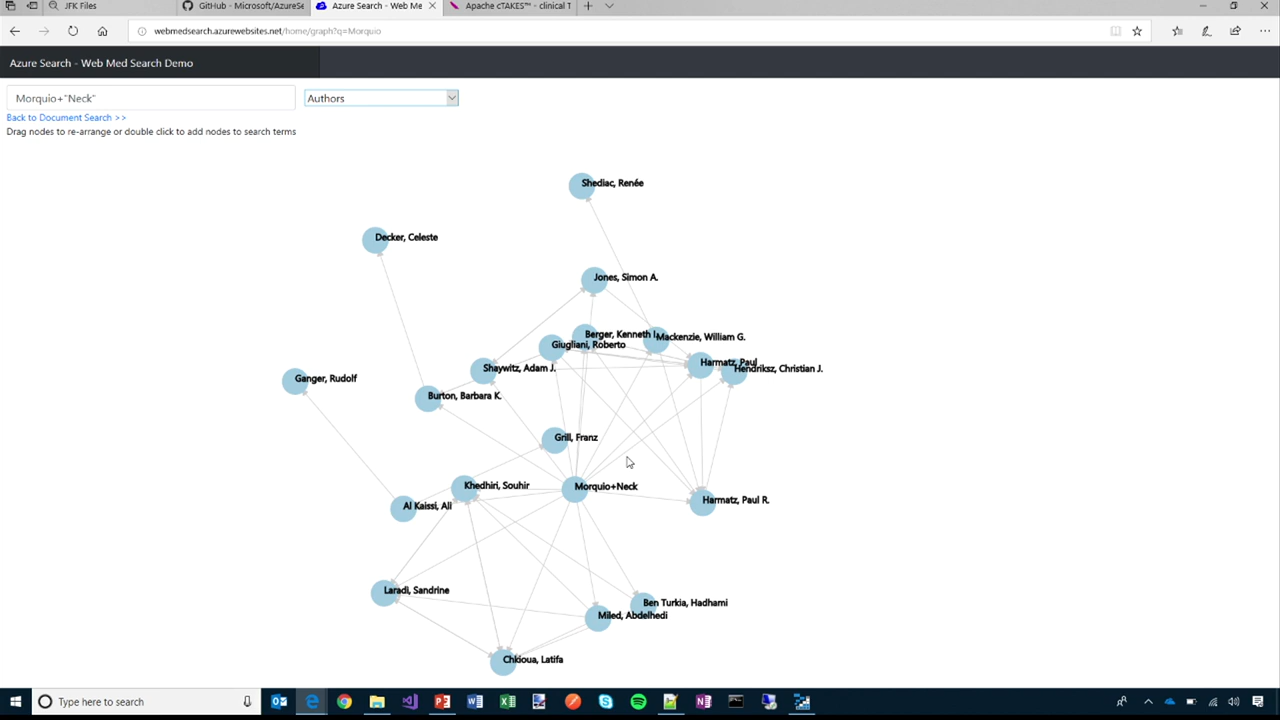 JFK Files
GitHub - Microsoft/AzureSe
Azure Search - Web Me
Apache cTAKES™ - clinical T
webmedsearch.azurewebsites.net/home/graph?q=Morquio
Azure Search - Web Med Search Demo
Morquio+"Neck"
Authors
Back to Document Search >>
Drag nodes to re-arrange or double click to add nodes to search terms
Shediac, Renée
Decker, Celeste
Jones, Simon A.
Berger, Kenneth I.
Mackenzie, William G.
Giugliani, Roberto
Harmatz, Paul
Hendriksz, Christian J.
Shaywitz, Adam J.
Ganger, Rudolf
Burton, Barbara K.
Grill, Franz
Khedhiri, Souhir
Morquio+Neck
Al Kaissi, Ali
Harmatz, Paul R.
Laradi, Sandrine
Ben Turkia, Hadhami
Miled, Abdelhedi
Chkioua, Latifa
Type here to search